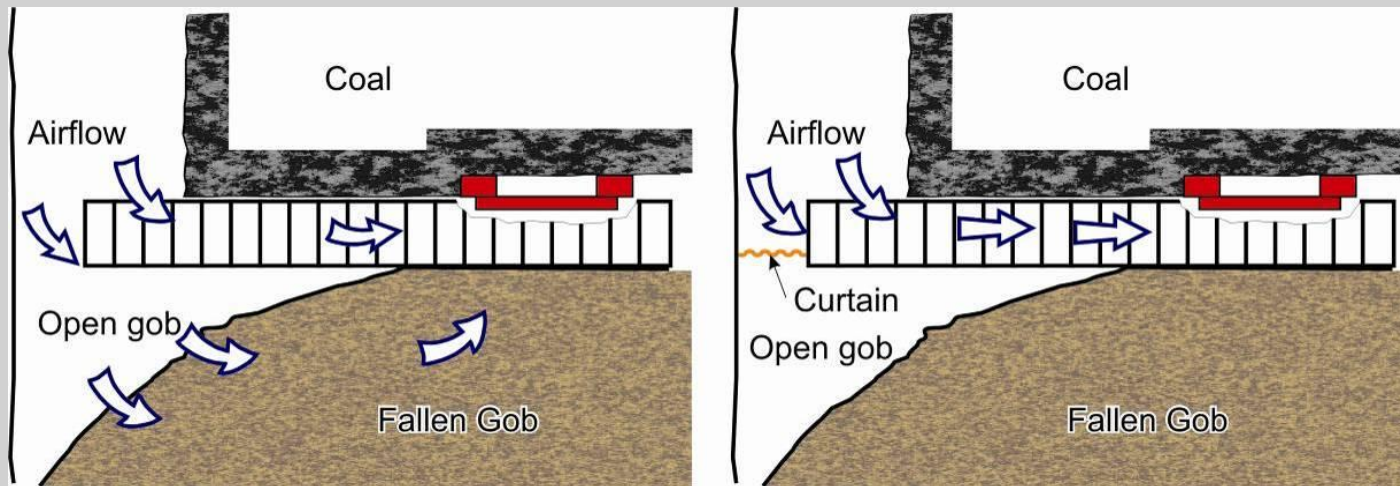 Coal
Airflow
Open gob
Fallen Gob
Coal
Airflow
Curtain
Open gob
Fallen Gob